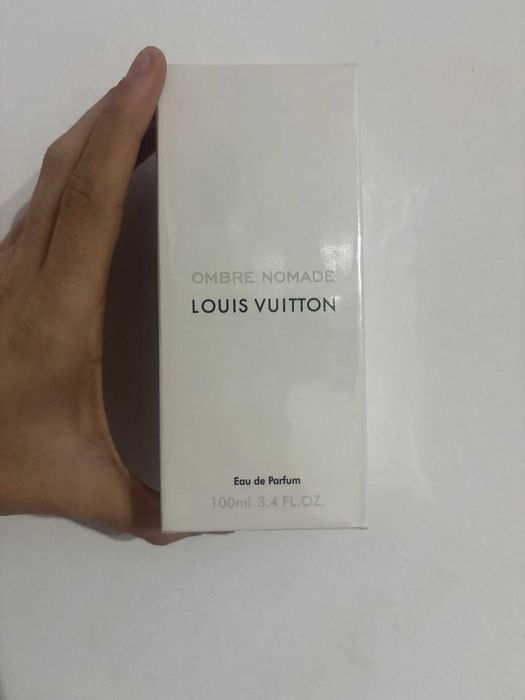 OMBRE NOMADE
LOUIS VUITTON
Eau de Parfum
100ml 3.4 FL.OZ.